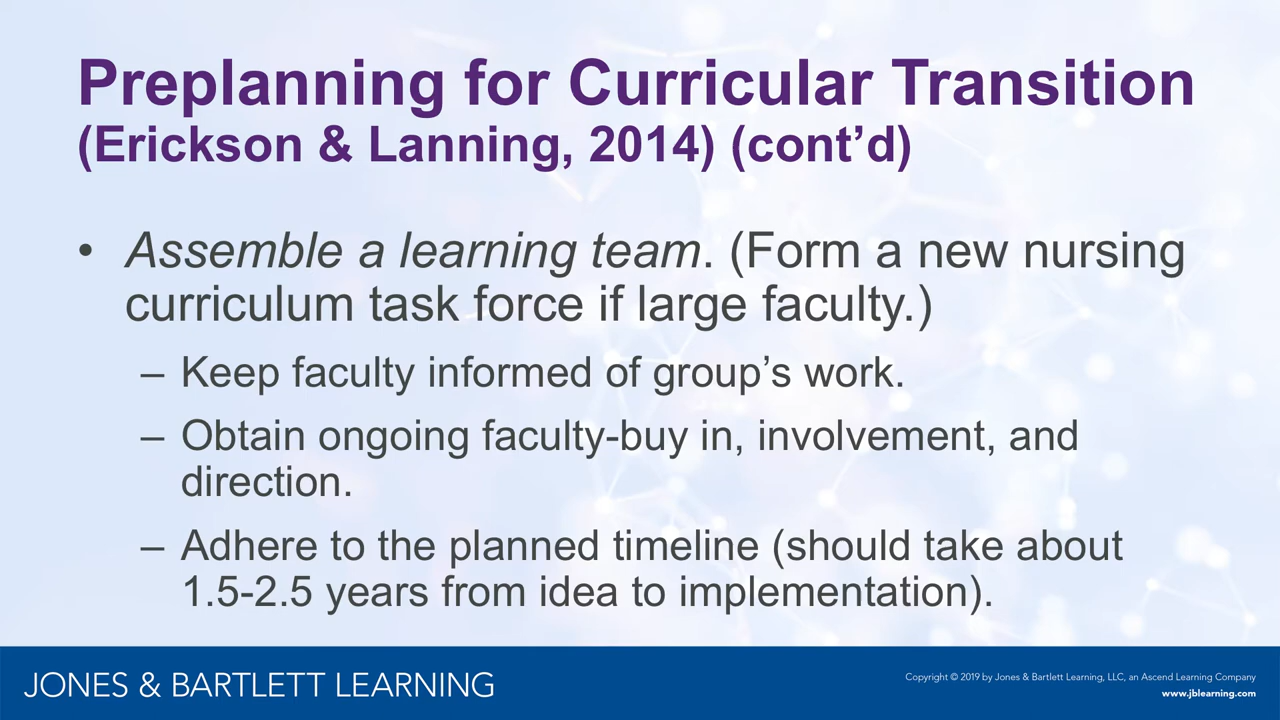 Preplanning for Curricular Transition
(Erickson & Lanning, 2014) (cont’d)
• Assemble a learning team. (Form a new nursing
curriculum task force if large faculty.)
– Keep faculty informed of group’s work.
– Obtain ongoing faculty-buy in, involvement, and
direction.
– Adhere to the planned timeline (should take about
1.5-2.5 years from idea to implementation).
JONES & BARTLETT LEARNING
Copyright © 2019 by Jones & Bartlett Learning, LLC, an Ascend Learning Company
www.jblearning.com